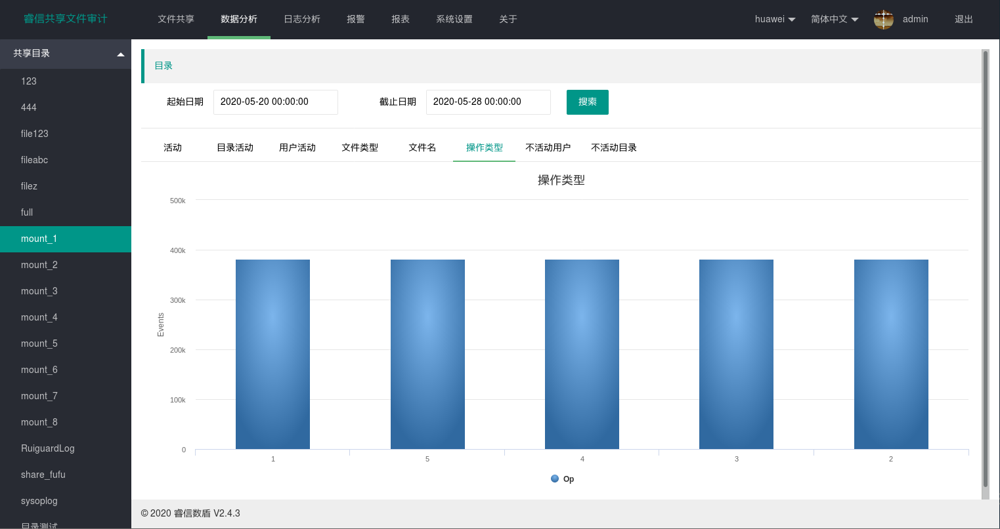 睿信共享文件审计
文件共享 数据分析 日志分析 报警 报表 系统设置 关于 huawei 简体中文 admin 退出
共享目录
123
444
file123
fileabc
filez
full
mount_1
mount_2
mount_3
mount_4
mount_5
mount_6
mount_7
mount_8
RuiguardLog
share_fufu
sysoplog
目录测试
目录
起始日期 2020-05-20 00:00:00 截止日期 2020-05-28 00:00:00 搜索
活动 目录活动 用户活动 文件类型 文件名 操作类型 不活动用户 不活动目录
操作类型
500k
400k
300k
200k
100k
0
Events
1 5 4 3 2
Op
© 2020 睿信数盾 V2.4.3